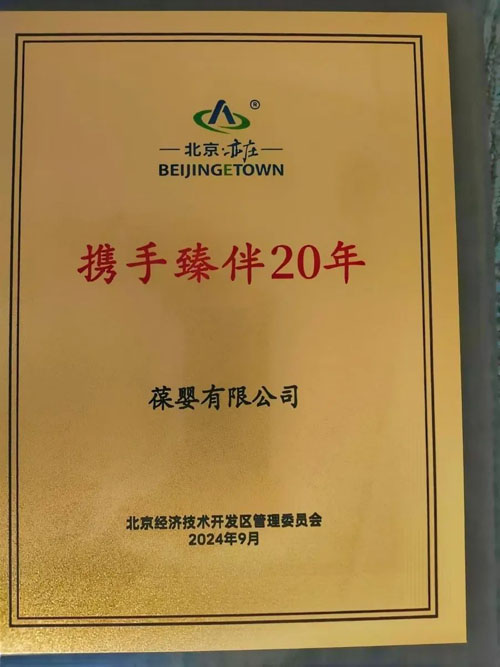 ®
北京·亦庄
BEIJINGETOWN
携手臻伴20年
葆婴有限公司
北京经济技术开发区管理委员会
2024年9月